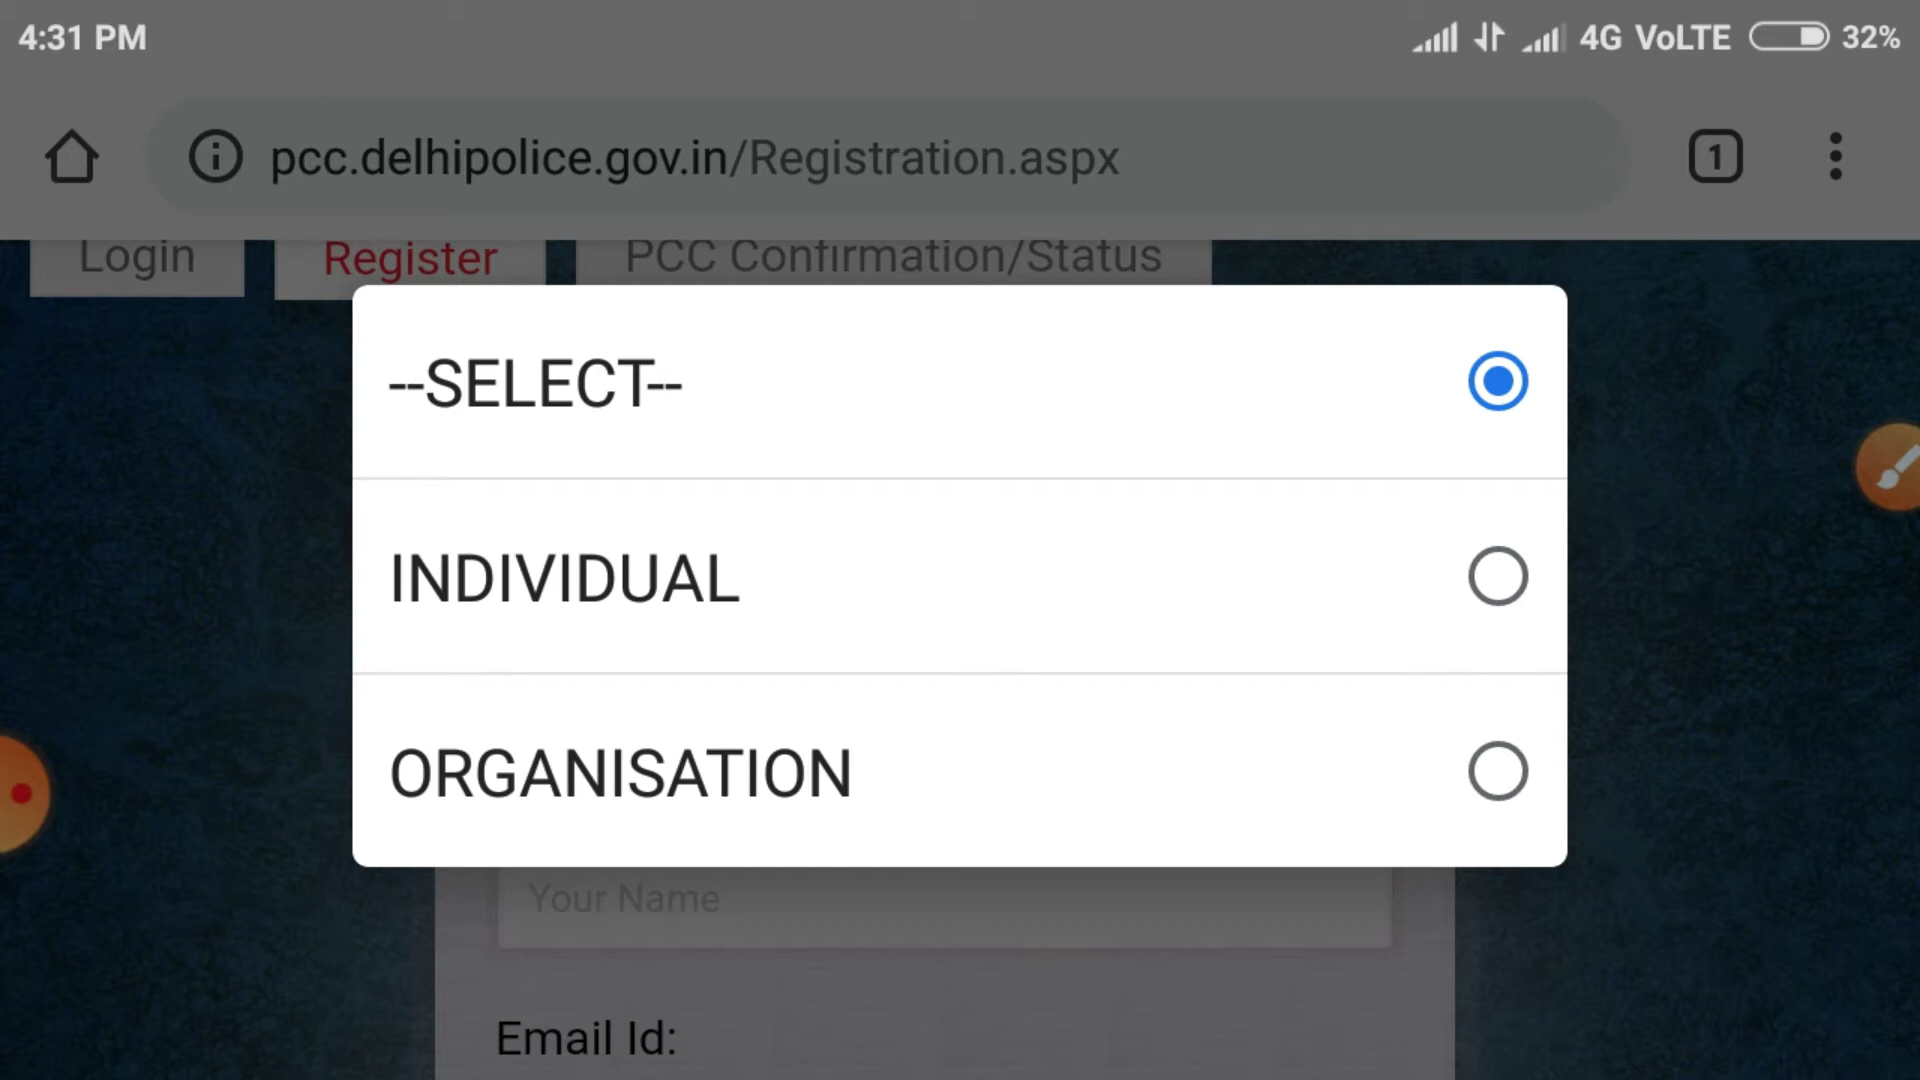 4:31 PM
4G VoLTE 32%
pcc.delhipolice.gov.in/Registration.aspx
1
Login Register PCC Confirmation/Status
--SELECT--
INDIVIDUAL
ORGANISATION
Your Name
Email Id: